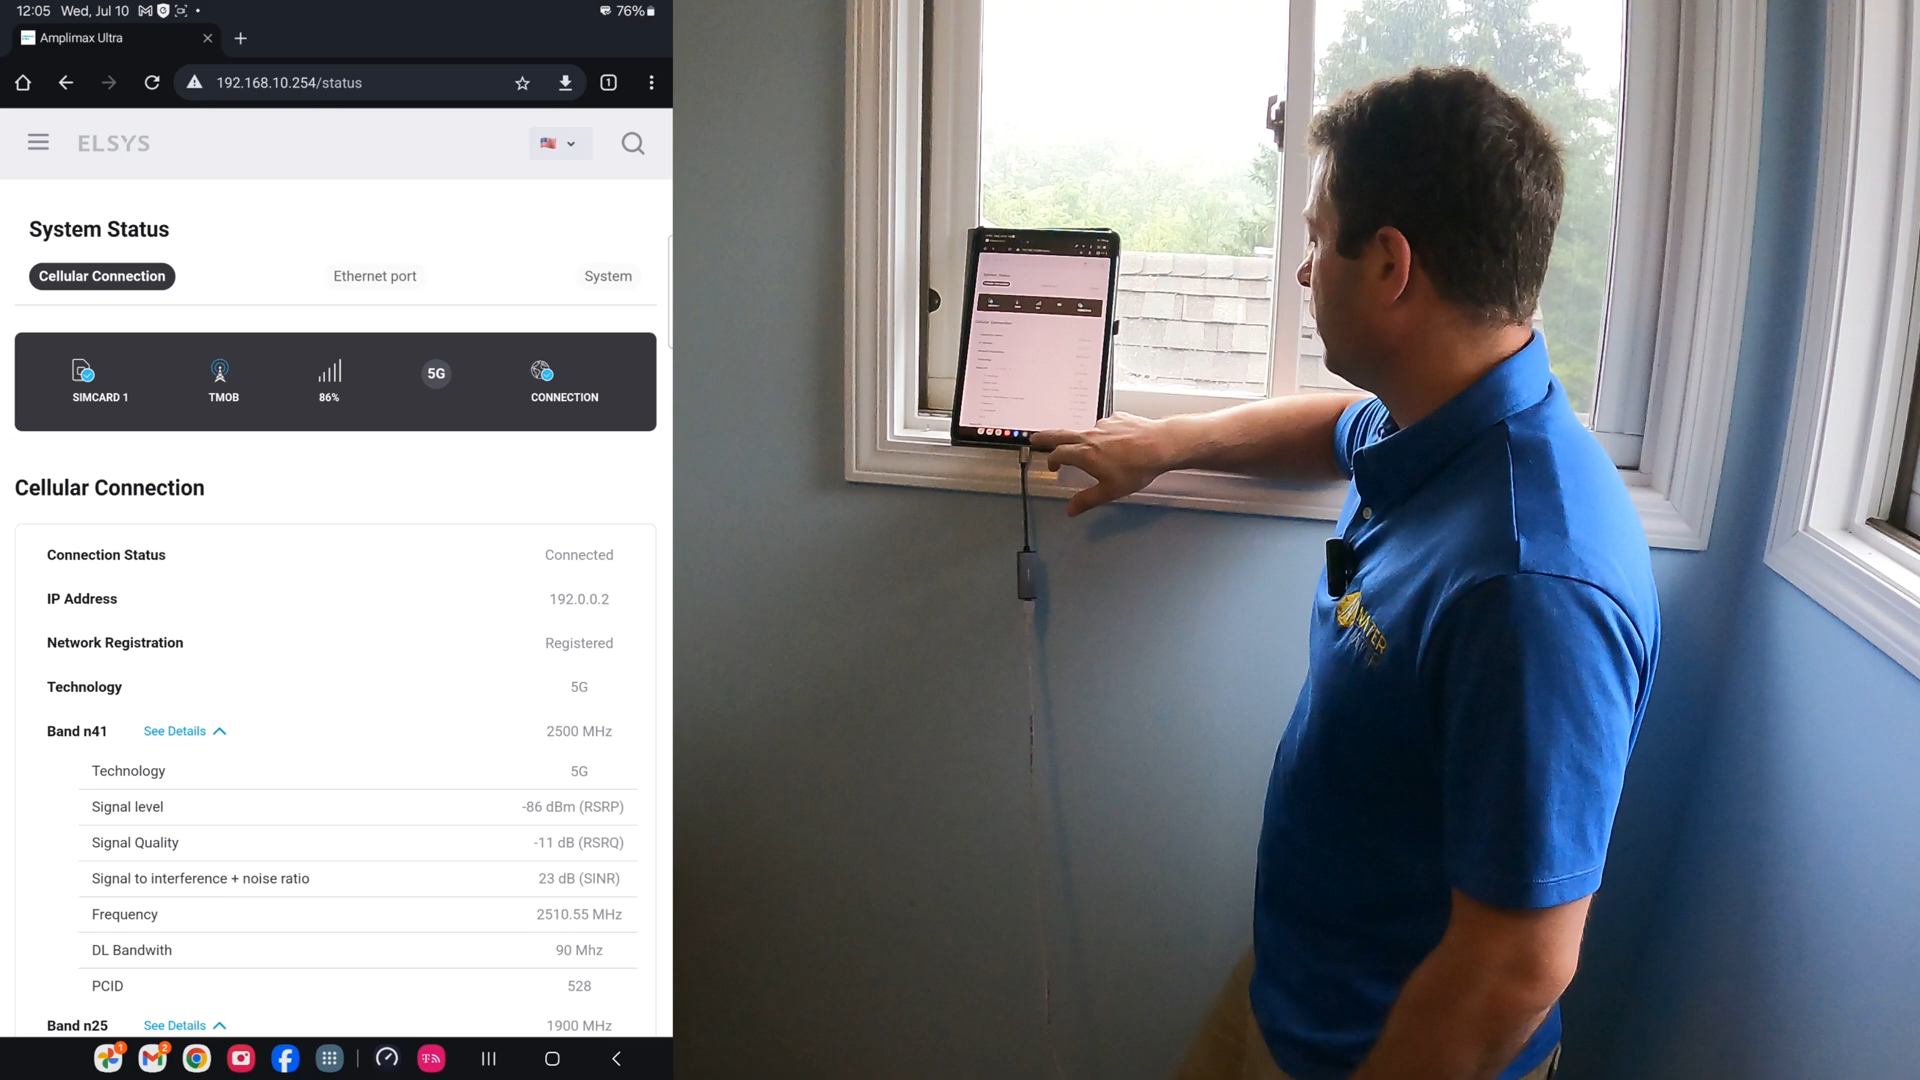 12:05 Wed, Jul 10 76%
Amplimax Ultra
192.168.10.254/status 1
ELSYS
System Status
Cellular Connection Ethernet port System
5G
SIMCARD 1 TMOB 86% CONNECTION
Cellular Connection
Connection Status Connected
IP Address 192.0.0.2
Network Registration Registered
Technology 5G
Band n41 See Details 2500 MHz
Technology 5G
Signal level -86 dBm (RSRP)
Signal Quality -11 dB (RSRQ)
Signal to interference + noise ratio 23 dB (SINR)
Frequency 2510.55 MHz
DL Bandwith 90 Mhz
PCID 528
Band n25 See Details 1900 MHz
1 2
WATER